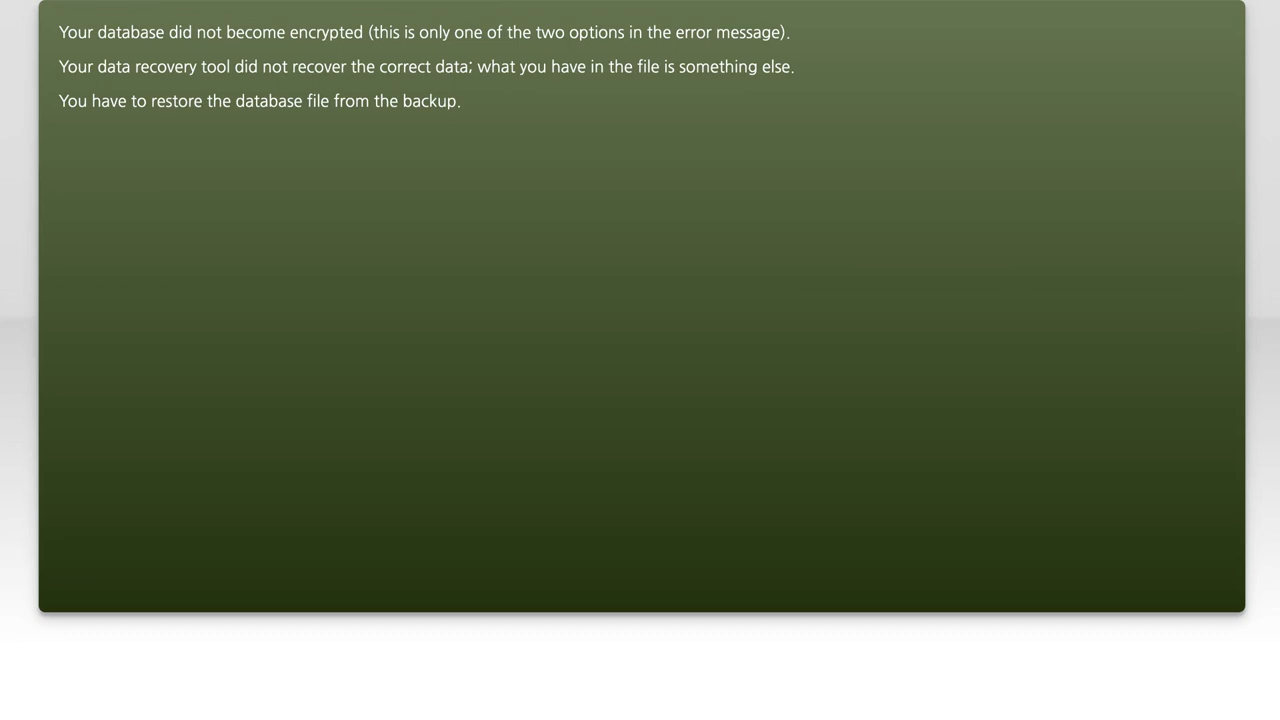 Your database did not become encrypted (this is only one of the two options in the error message).
Your data recovery tool did not recover the correct data; what you have in the file is something else.
You have to restore the database file from the backup.